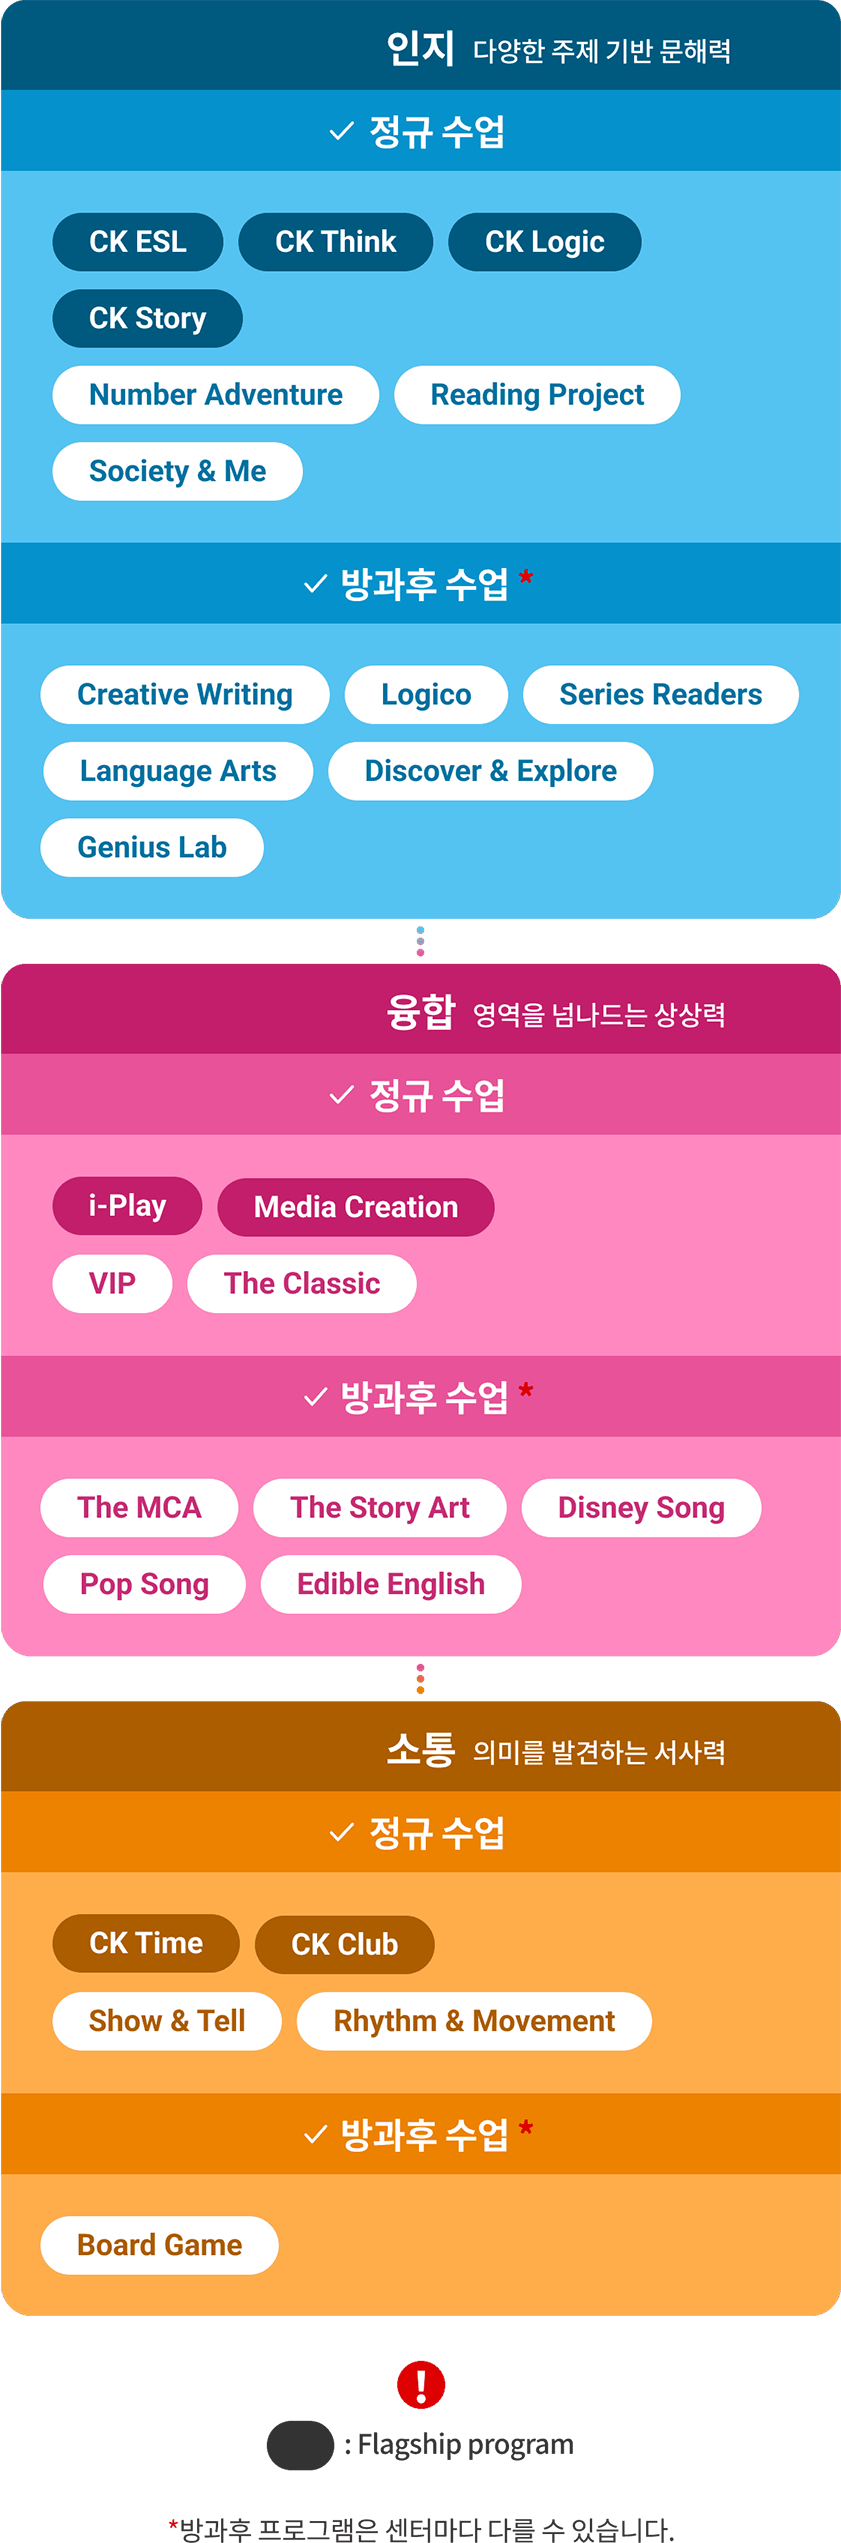 인지 다양한 주제 기반 문해력
정규 수업
CK ESL CK Think CK Logic
CK Story
Number Adventure Reading Project
Society & Me
방과후 수업 *
Creative Writing Logico Series Readers
Language Arts Discover & Explore
Genius Lab
융합 영역을 넘나드는 상상력
정규 수업
i-Play Media Creation
VIP The Classic
방과후 수업 *
The MCA The Story Art Disney Song
Pop Song Edible English
소통 의미를 발견하는 서사력
정규 수업
CK Time CK Club
Show & Tell Rhythm & Movement
방과후 수업 *
Board Game
!
: Flagship program
*방과후 프로그램은 센터마다 다를 수 있습니다.